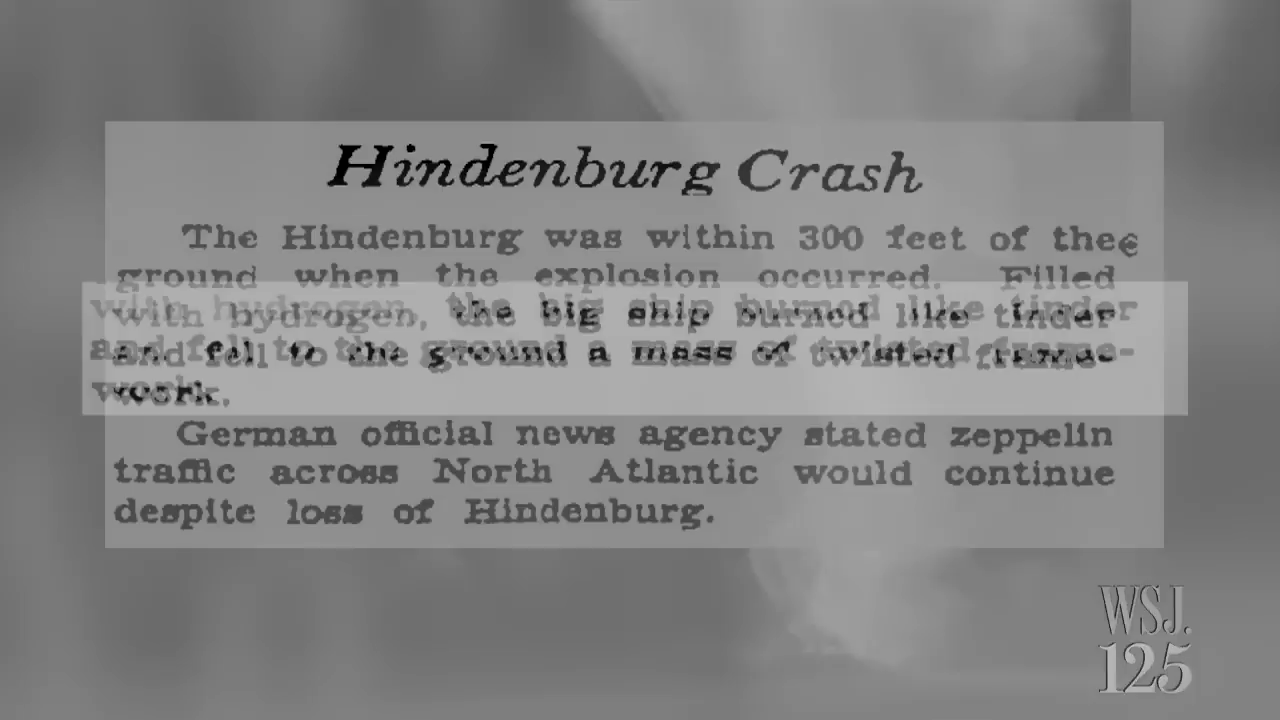 Hindenburg Crash
The Hindenburg was within 300 feet of the
ground when the explosion occurred. Filled
with hydrogen, the big ship burned like tinder
and fell to the ground a mass of twisted frame-
work.
German official news agency stated zeppelin
traffic across North Atlantic would continue
despite loss of Hindenburg.
WSJ.
125